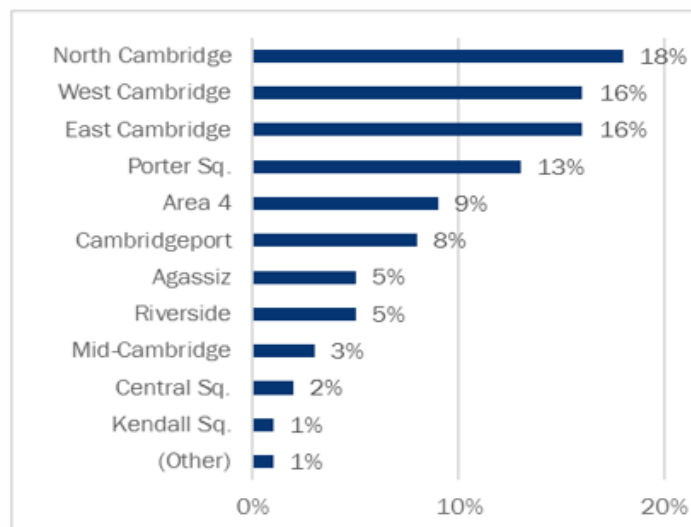 North Cambridge 18%
West Cambridge 16%
East Cambridge 16%
Porter Sq. 13%
Area 4 9%
Cambridgeport 8%
Agassiz 5%
Riverside 5%
Mid-Cambridge 3%
Central Sq. 2%
Kendall Sq. 1%
(Other) 1%
0% 10% 20%